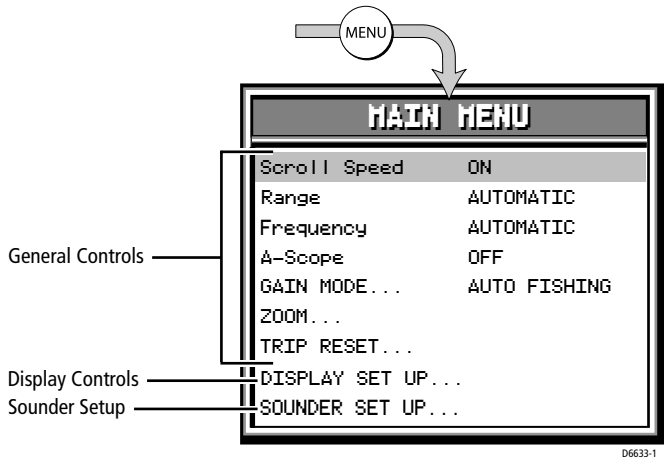 MENU
MAIN MENU
Scroll Speed ON
Range AUTOMATIC
Frequency AUTOMATIC
A-Scope OFF
GAIN MODE... AUTO FISHING
ZOOM...
TRIP RESET...
DISPLAY SET UP...
SOUNDER SET UP...
General Controls
Display Controls
Sounder Setup
D6633-1